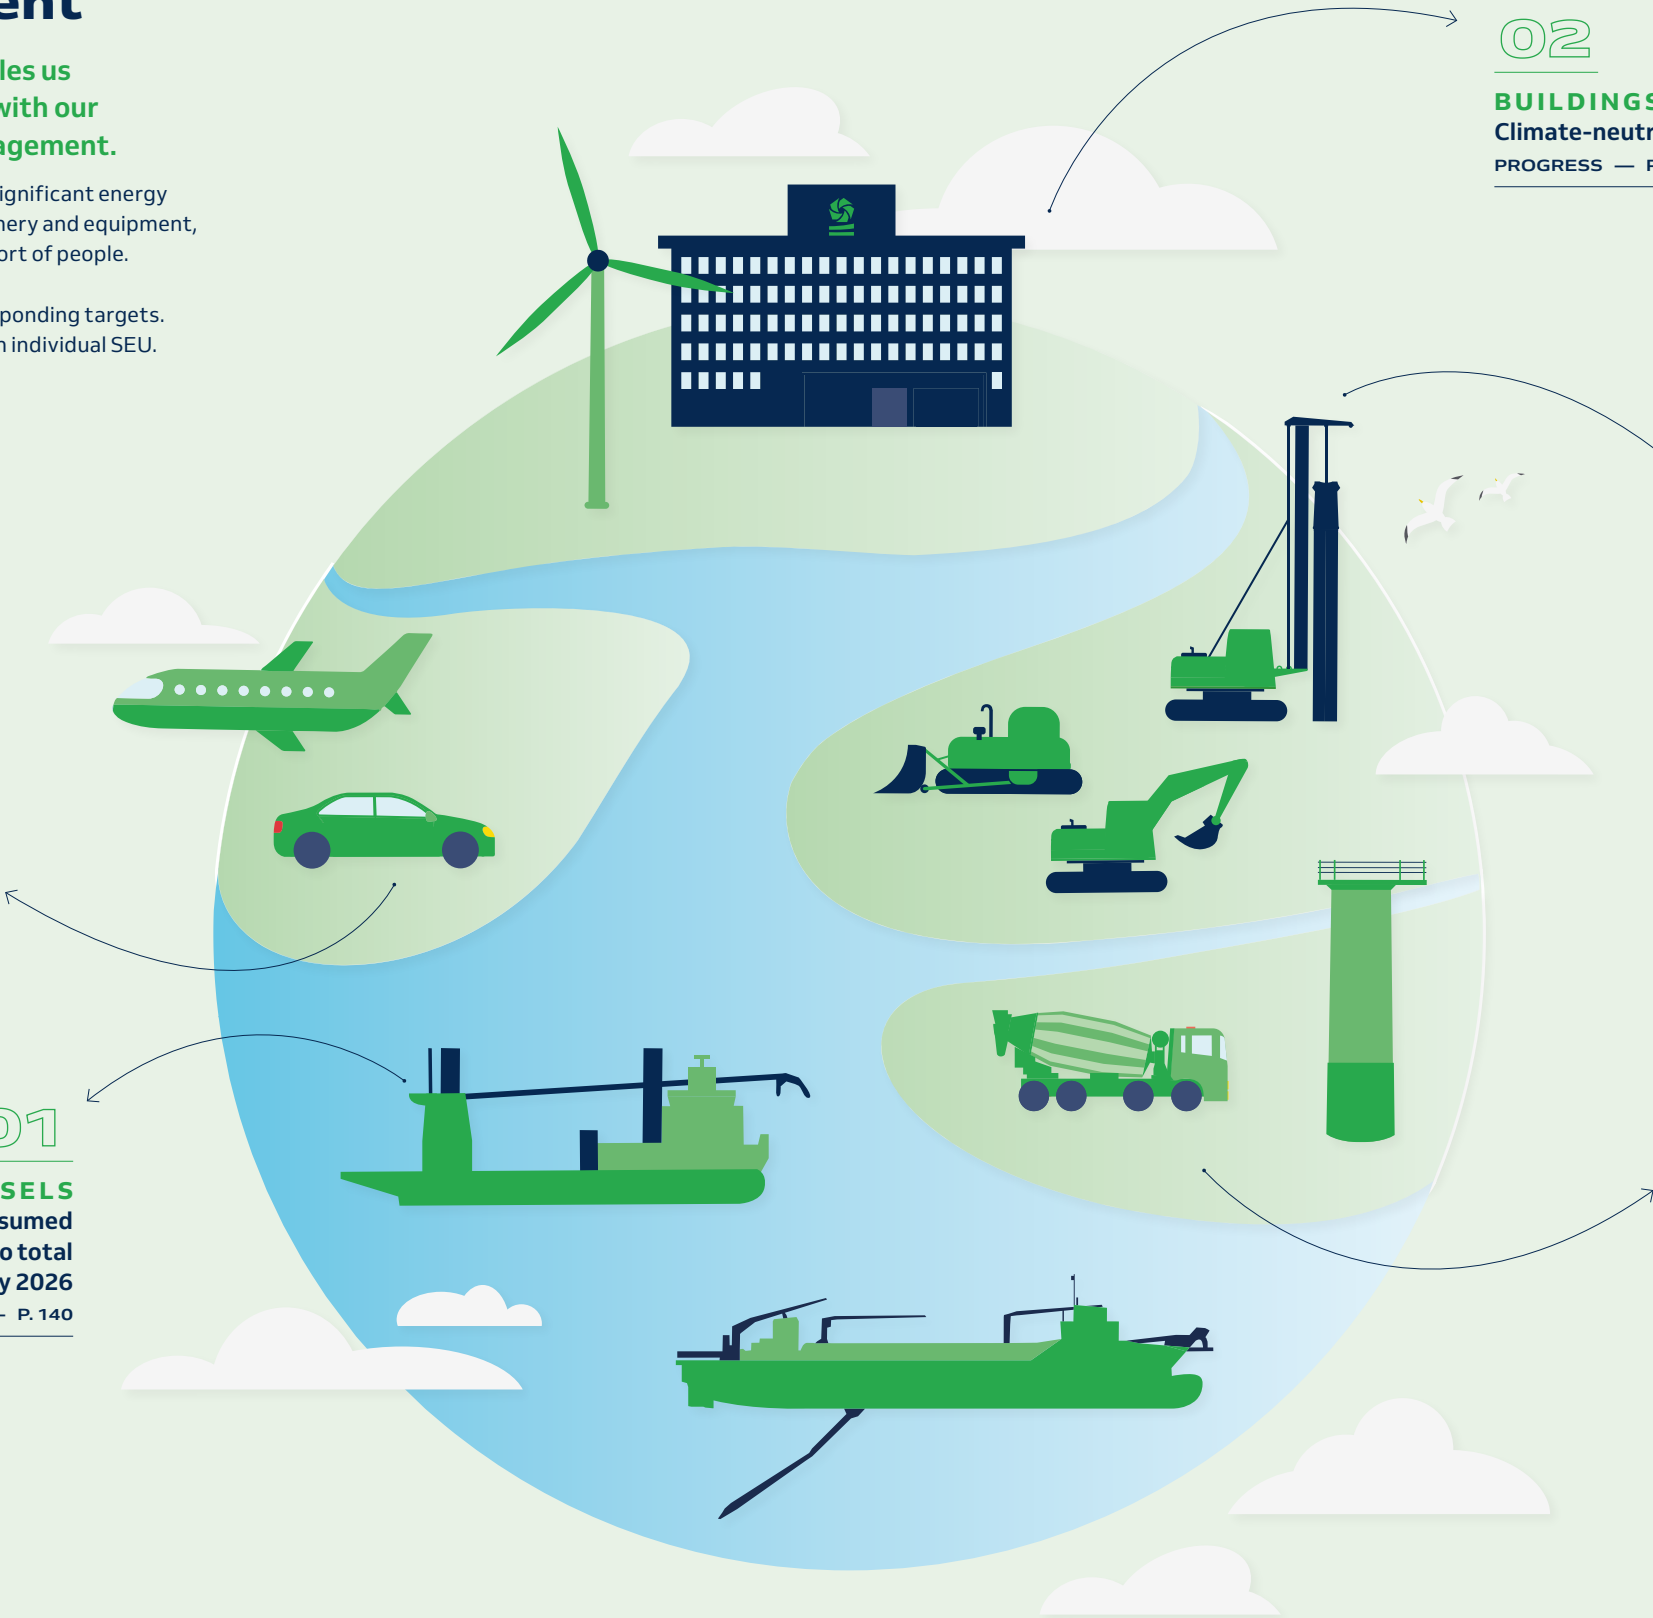 ent
les us
with our
agement.
ignificant energy
nery and equipment,
ort of people.
ponding targets.
n individual SEU.
02
BUILDINGS
Climate-neutr
PROGRESS —
01
SELS
sumed
o total
y 2026
— P. 140